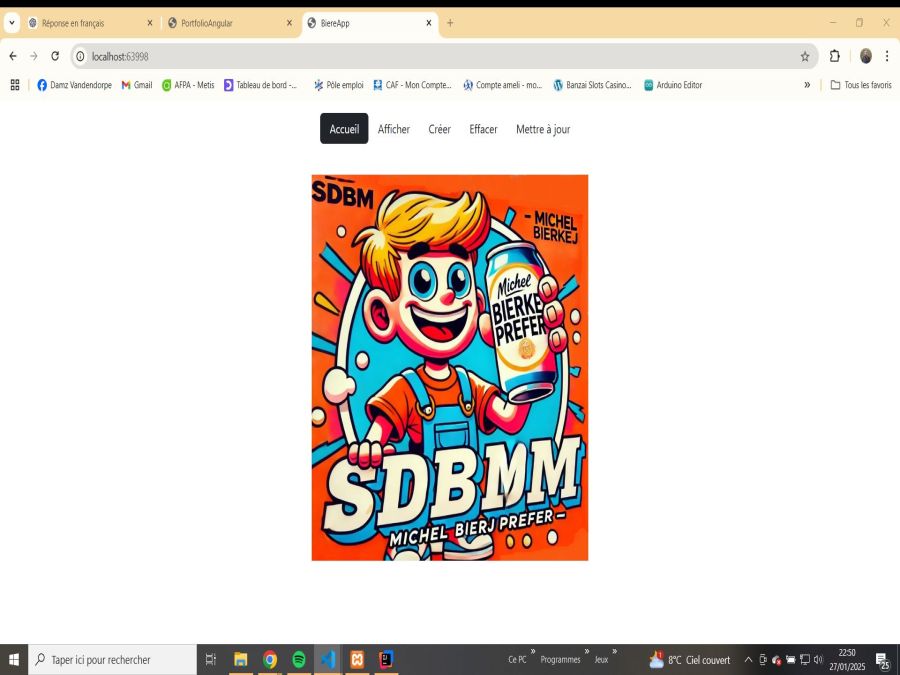 Réponse en français
PortfolioAngular
BiereApp
localhost:63998
Damz Vandendorpe
Gmail
AFPA - Metis
Tableau de bord -...
Pôle emploi
CAF - Mon Compte...
Compte ameli - mo...
Banzai Slots Casino...
Arduino Editor
»
Tous les favoris
Accueil
Afficher
Créer
Effacer
Mettre à jour
SDBM
- MICHEL
BIERKEJ
Michel
BIERKE
PREFER
SDBMM
MICHEL BIERJ PREFER -
Taper ici pour rechercher
Ce PC
»
Programmes
»
Jeux
»
1
8°C Ciel couvert
22:50
27/01/2025
25